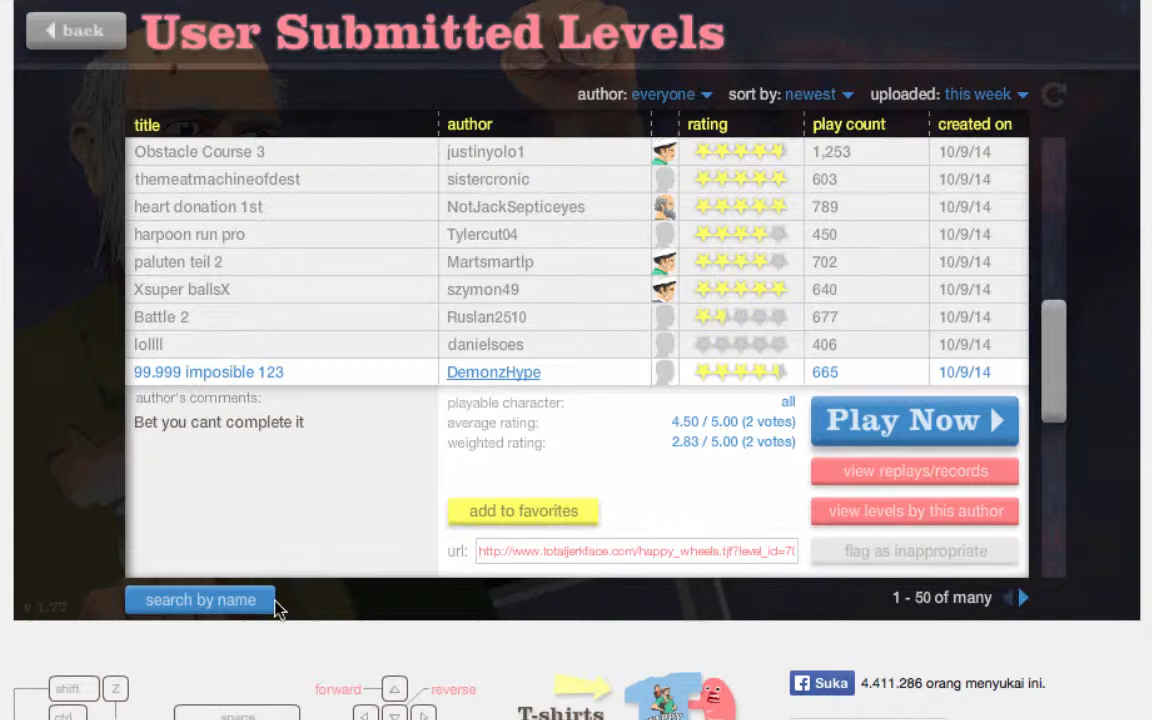 back
User Submitted Levels
author: everyone sort by: newest uploaded: this week
title author rating play count created on
Obstacle Course 3 justinyolo1 1,253 10/9/14
themeatmachineofdest sistercronic 603 10/9/14
heart donation 1st NotJackSepticeyes 789 10/9/14
harpoon run pro Tylercut04 450 10/9/14
paluten teil 2 Martsmartlp 702 10/9/14
Xsuper ballsX szymon49 640 10/9/14
Battle 2 Ruslan2510 677 10/9/14
lollll danielsoes 406 10/9/14
99.999 imposible 123 DemonzHype 665 10/9/14
author's comments:
Bet you cant complete it
playable character: all
average rating: 4.50 / 5.00 (2 votes)
weighted rating: 2.83 / 5.00 (2 votes)
add to favorites
url: http://www.totaljerkface.com/happy_wheels.tjf?level_id=7(
Play Now
view replays/records
view levels by this author
flag as inappropriate
v 1.77
search by name
1 - 50 of many
shift Z
ctrl
space
forward reverse
T-shirts
HAPPY
Suka 4.411.286 orang menyukai ini.